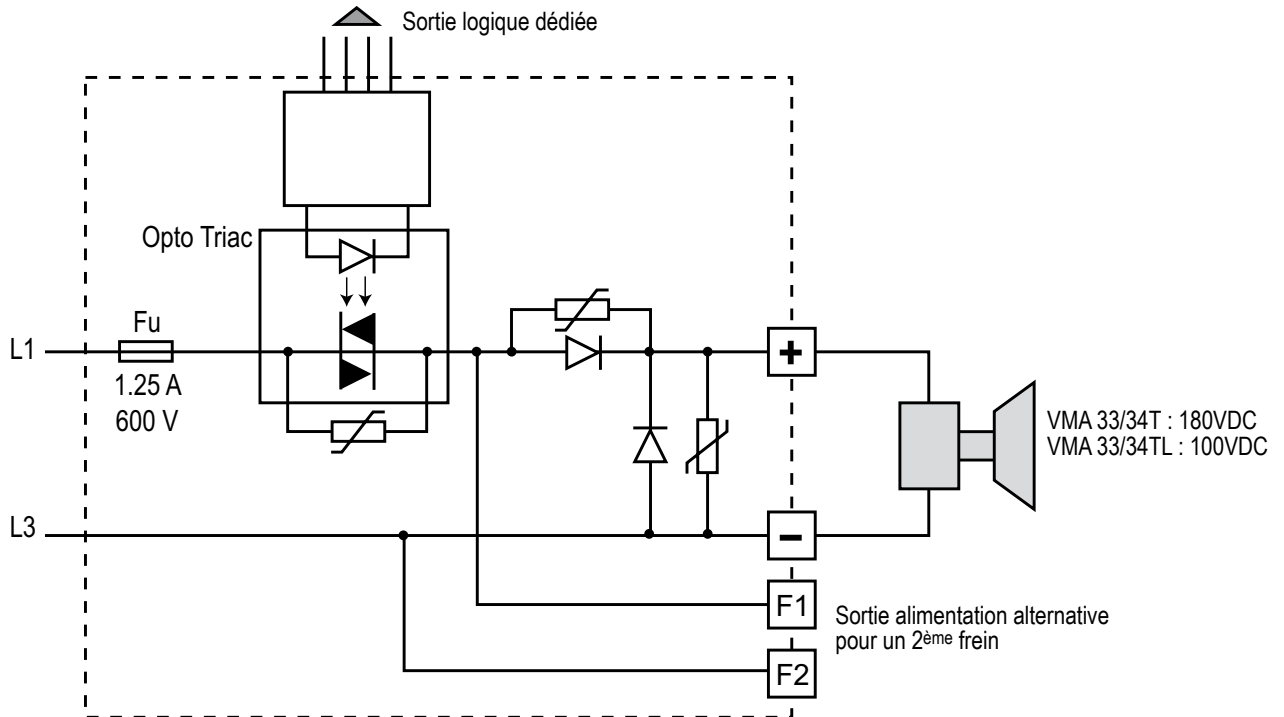 Sortie logique dédiée
Opto Triac
Fu
L1
1.25 A
600 V
+
VMA 33/34T : 180VDC
VMA 33/34TL : 100VDC
L3
−
F1
Sortie alimentation alternative
pour un 2ème frein
F2